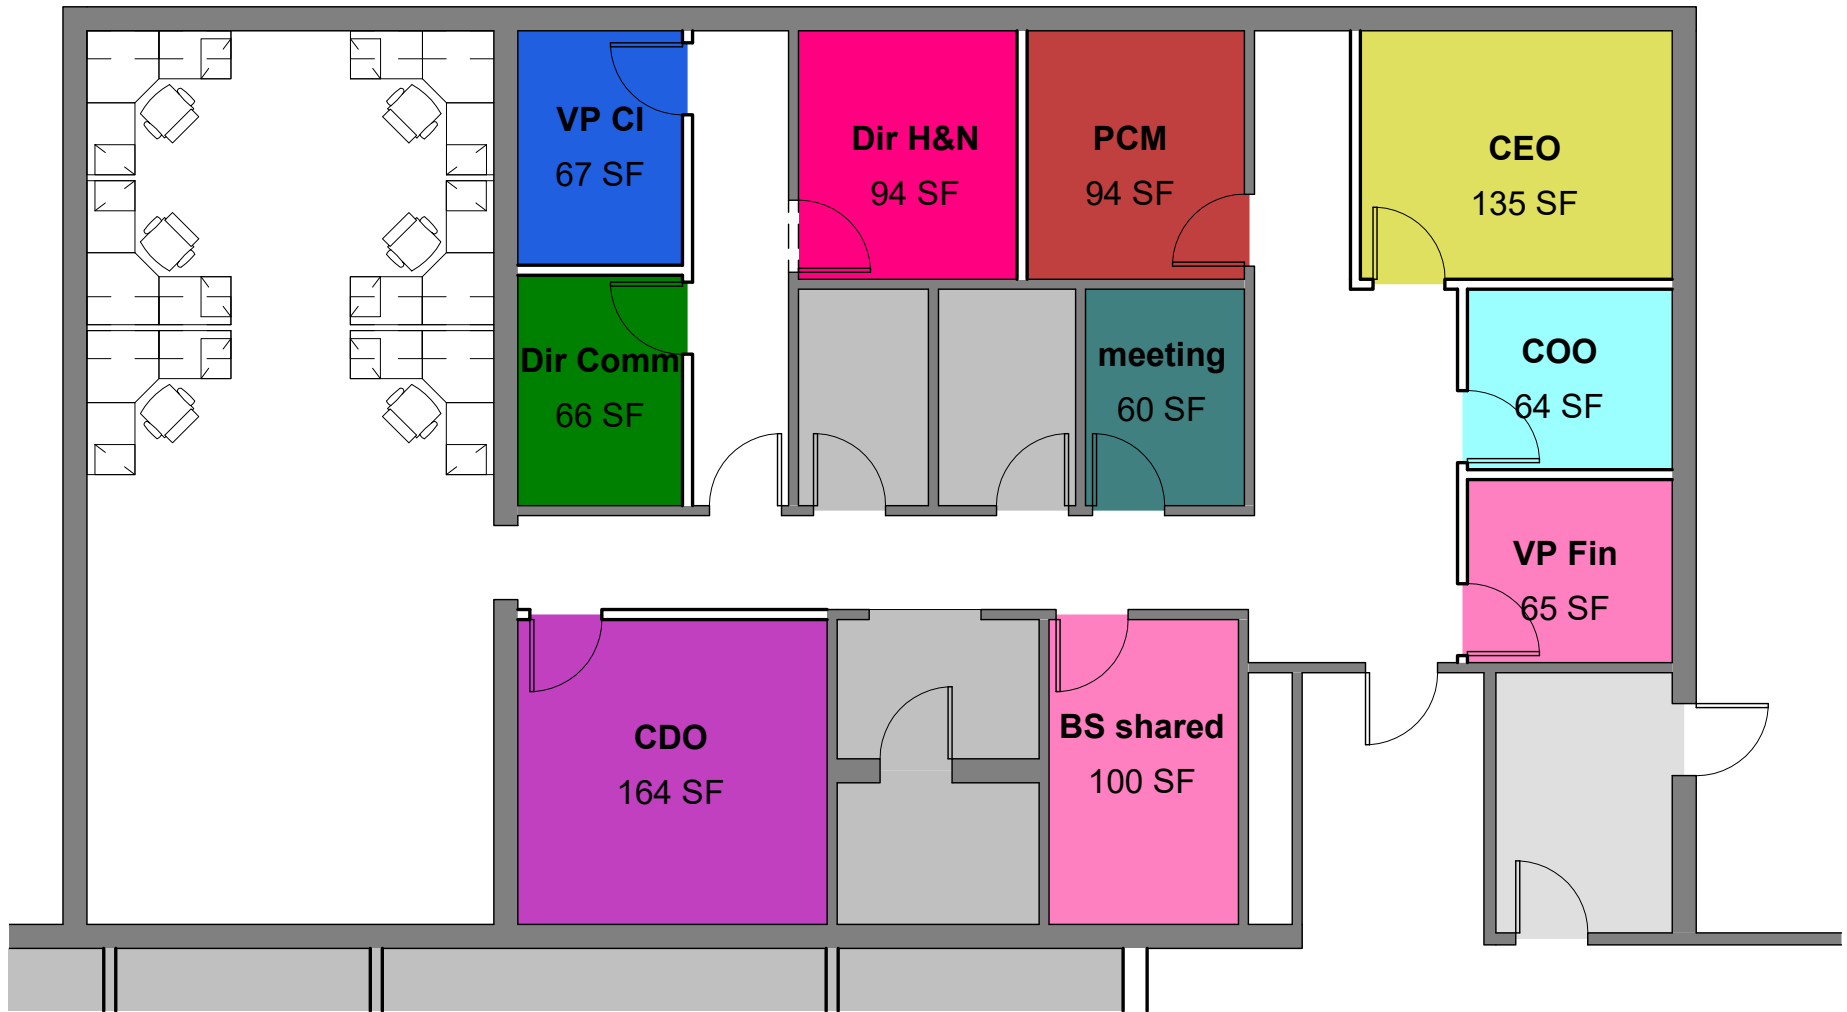 VP CI
67 SF
Dir H&N
94 SF
PCM
94 SF
CEO
135 SF
Dir Comm
66 SF
meeting
60 SF
COO
64 SF
VP Fin
65 SF
CDO
164 SF
BS shared
100 SF